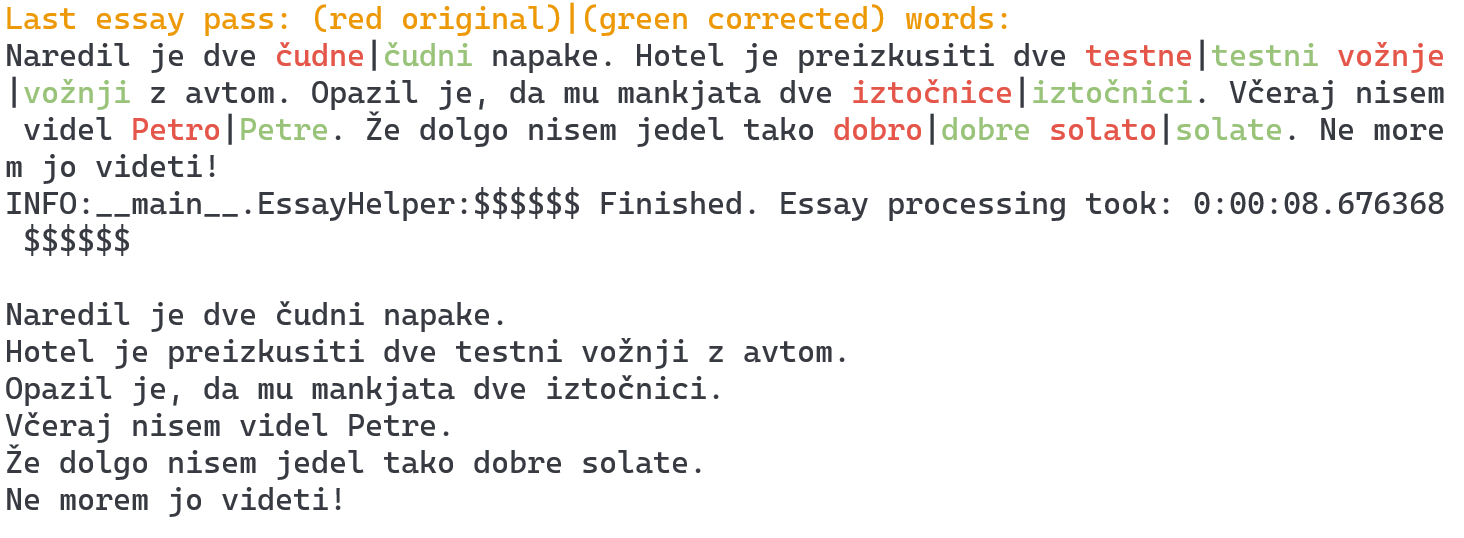 Last essay pass: (red original)|(green corrected) words:
Naredil je dve čudne|čudni napake. Hotel je preizkusiti dve testne|testni vožnje
|vožnji z avtom. Opazil je, da mu mankjata dve iztočnice|iztočnici. Včeraj nisem
 videl Petro|Petre. Že dolgo nisem jedel tako dobro|dobre solato|solate. Ne more
m jo videti!
INFO:__main__.EssayHelper:$$$$$$ Finished. Essay processing took: 0:00:08.676368
 $$$$$$
Naredil je dve čudni napake.
Hotel je preizkusiti dve testni vožnji z avtom.
Opazil je, da mu mankjata dve iztočnici.
Včeraj nisem videl Petre.
Že dolgo nisem jedel tako dobre solate.
Ne morem jo videti!